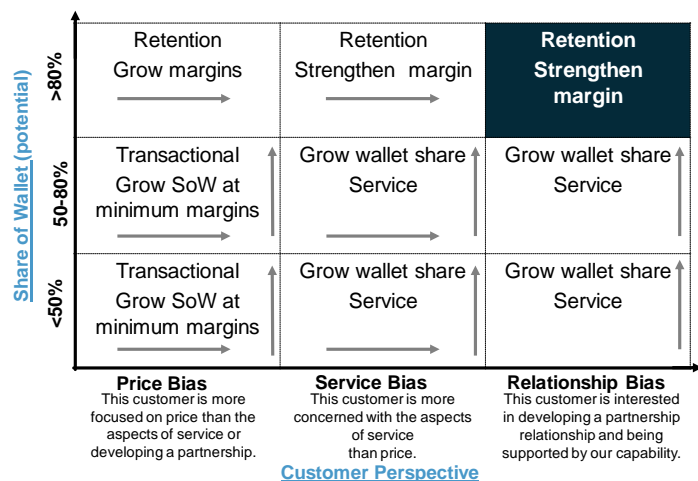 Share of Wallet (potential)
>80%
50-80%
<50%
Retention
Grow margins
Retention
Strengthen margin
Retention
Strengthen
margin
Transactional
Grow SoW at
minimum margins
Grow wallet share
Service
Grow wallet share
Service
Transactional
Grow SoW at
minimum margins
Grow wallet share
Service
Grow wallet share
Service
Price Bias
This customer is more
focused on price than the
aspects of service or
developing a partnership.
Service Bias
This customer is more
concerned with the aspects
of service
than price.
Relationship Bias
This customer is interested
in developing a partnership
relationship and being
supported by our capability.
Customer Perspective